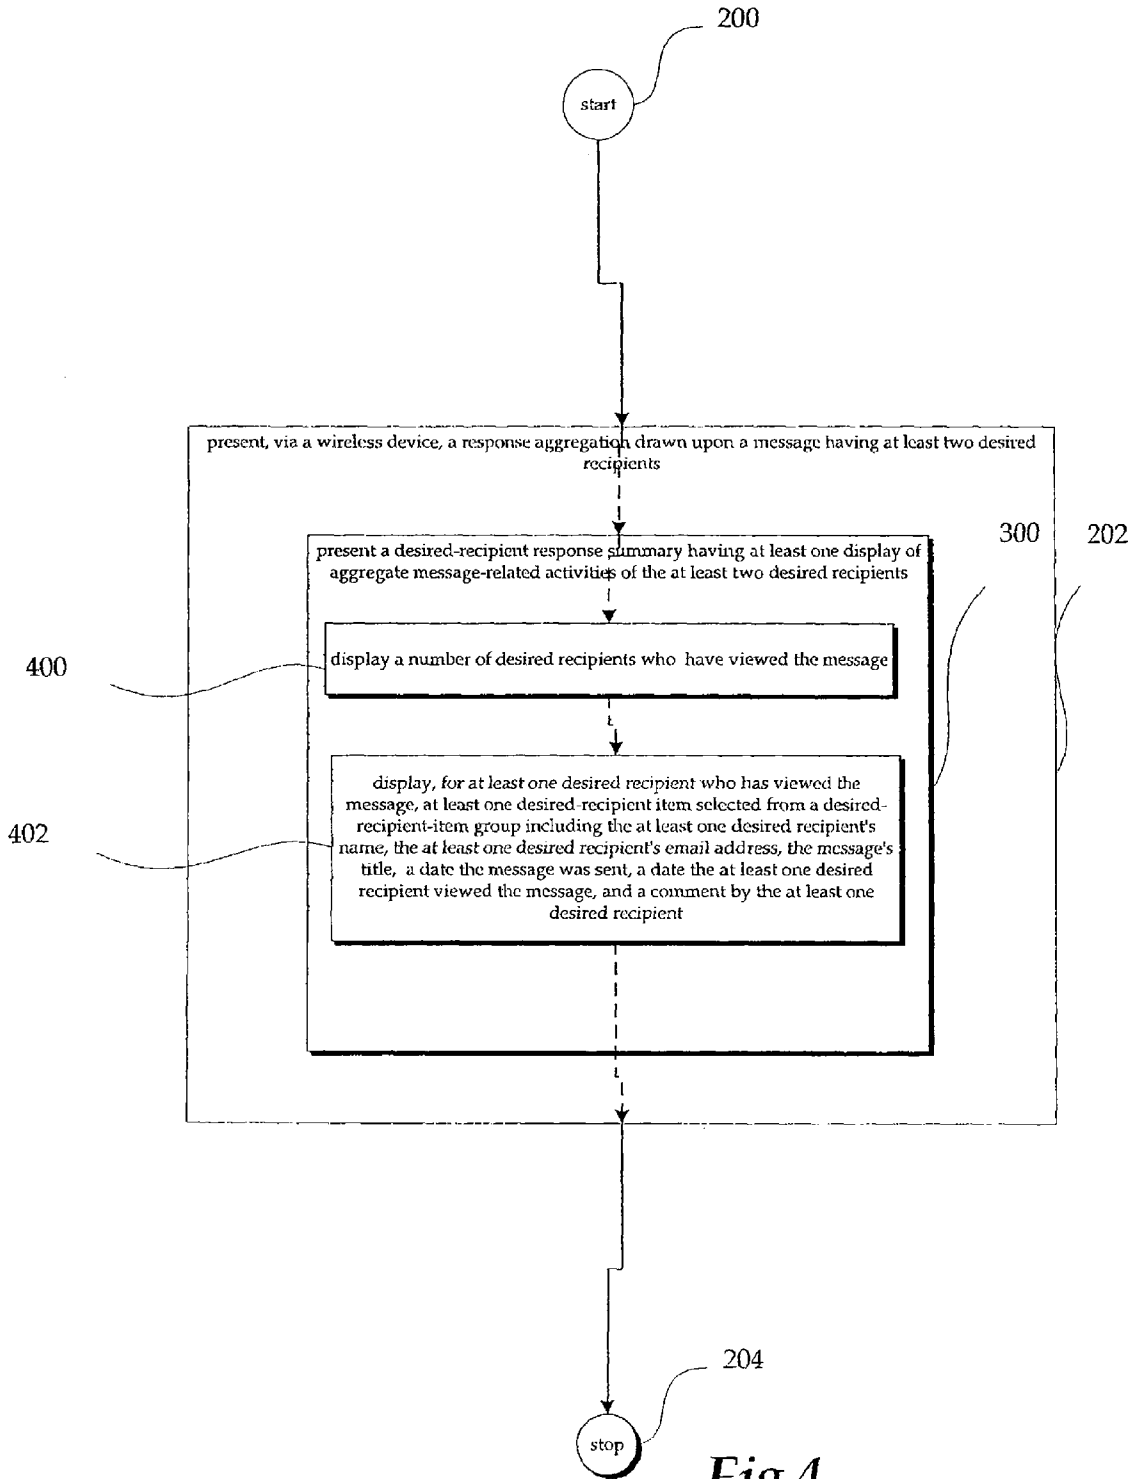 200
start
present, via a wireless device, a response aggregation drawn upon a message having at least two desired
recipients
300
202
present a desired-recipient response summary having at least one display of
aggregate message-related activities of the at least two desired recipients
400
display a number of desired recipients who have viewed the message
402
display, for at least one desired recipient who has viewed the
message, at least one desired-recipient item selected from a desired-
recipient-item group including the at least one desired recipient's
name, the at least one desired recipient's email address, the message's
title, a date the message was sent, a date the at least one desired
recipient viewed the message, and a comment by the at least one
desired recipient
204
stop
Fig 4